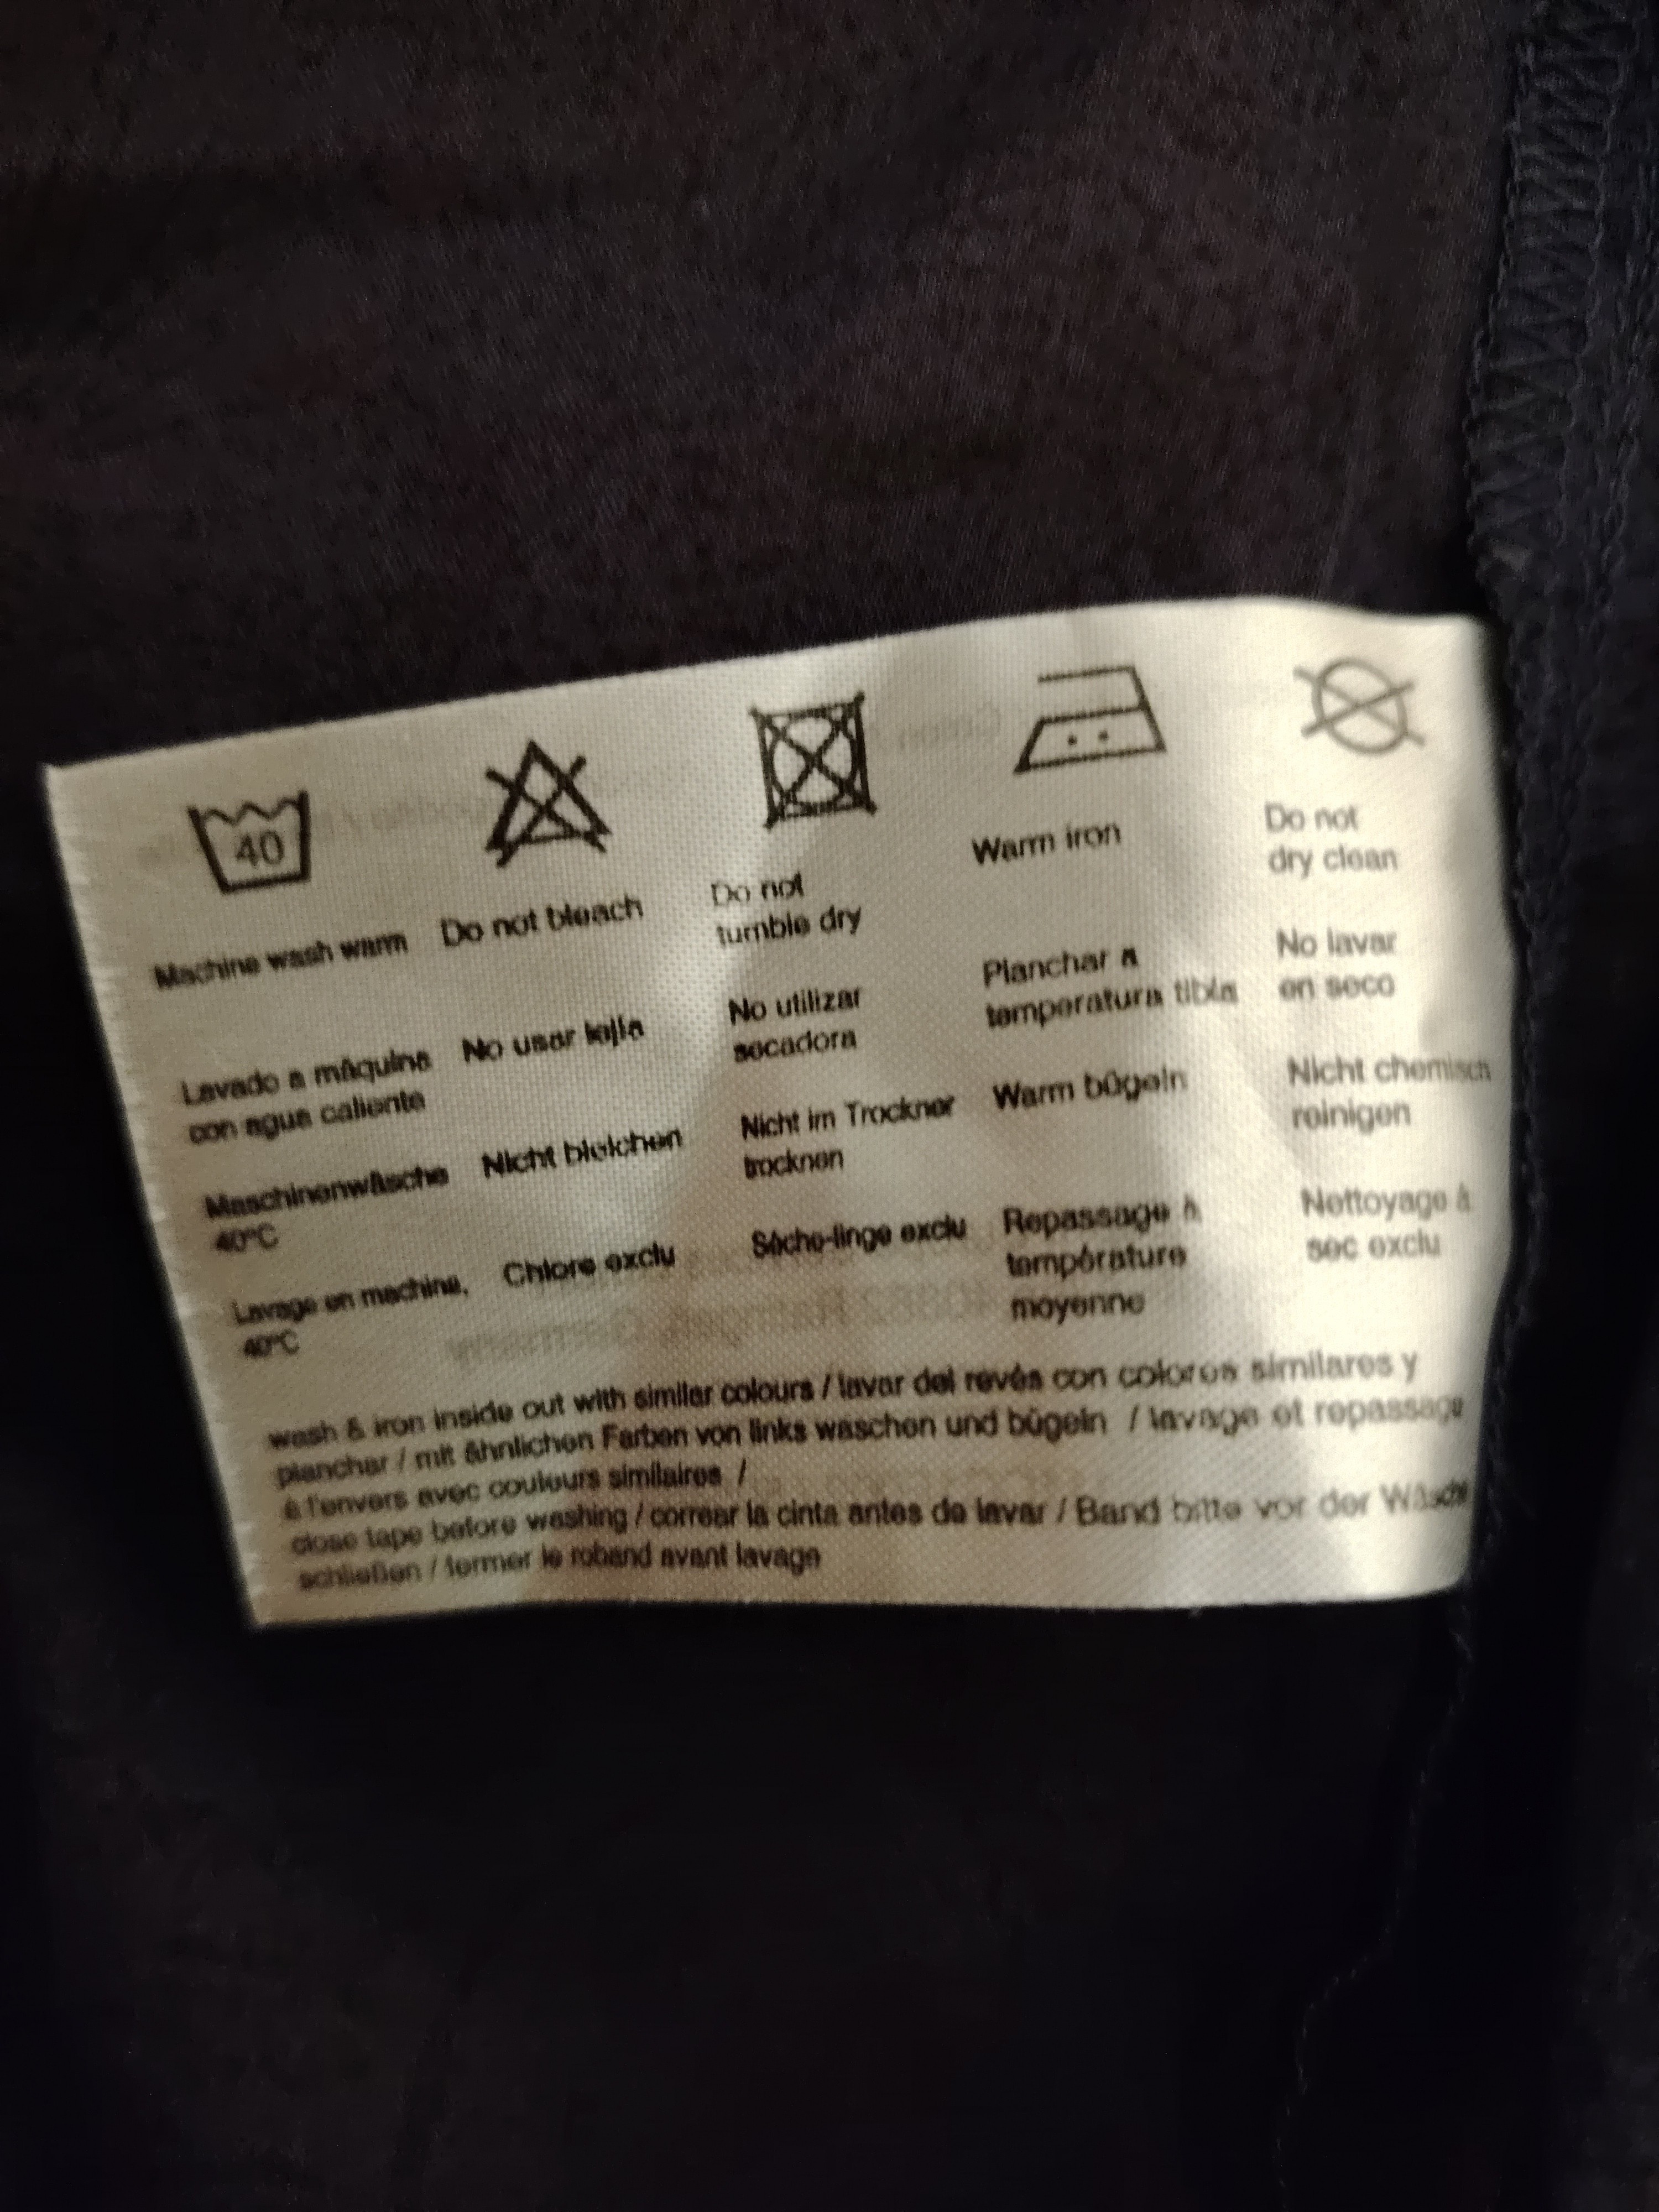 40
Machine wash warm
Do not bleach
Do not
tumble dry
Warm iron
Do not
dry clean
Lavado a máquina
con agua caliente
No usar lejía
No utilizar
secadora
Planchar a
temperatura tibia
No lavar
en seco
Maschinenwäsche
40°C
Nicht bleichen
Nicht im Trockner
trocknen
Warm bügeln
Nicht chemisch
reinigen
Lavage en machine,
40°C
Chlore exclu
Sèche-linge exclu
Repassage à
température
moyenne
Nettoyage à
sec exclu
wash & iron inside out with similar colours / lavar del revés con colores similares y
planchar / mit ähnlichen Farben von links waschen und bügeln / lavage et repassage
à l'envers avec couleurs similaires /
close tape before washing / correar la cinta antes de lavar / Band bitte vor der Wäsche
schließen / fermer le roband avant lavage